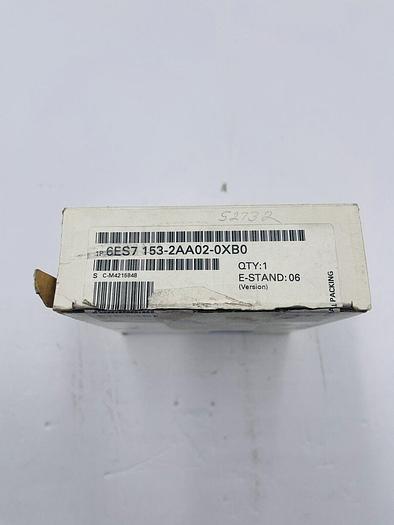 52732
1P 6ES7 153-2AA02-0XB0
S C-M4215848
QTY:1
E-STAND:06
(Version)
PACKING